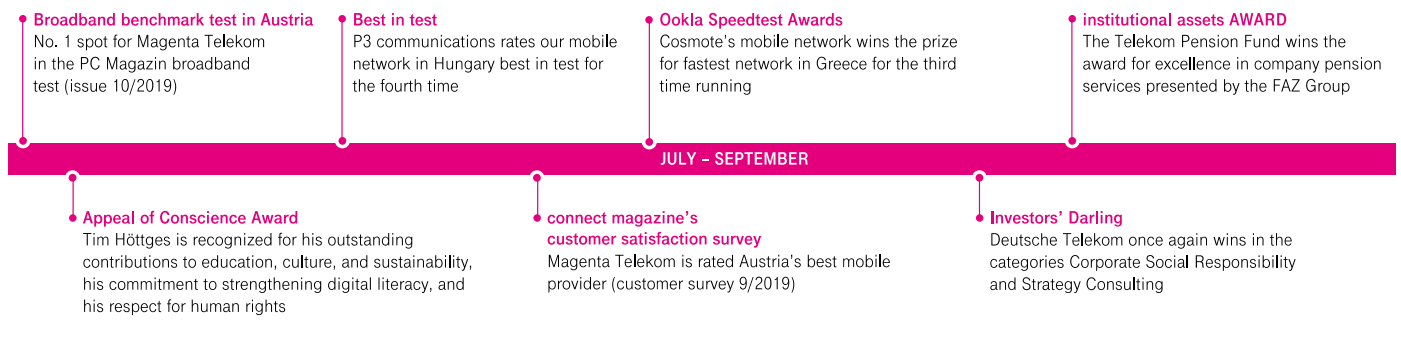 Broadband benchmark test in Austria
No. 1 spot for Magenta Telekom
in the PC Magazin broadband
test (issue 10/2019)
Best in test
P3 communications rates our mobile
network in Hungary best in test for
the fourth time
Ookla Speedtest Awards
Cosmote's mobile network wins the prize
for fastest network in Greece for the third
time running
institutional assets AWARD
The Telekom Pension Fund wins the
award for excellence in company pension
services presented by the FAZ Group
JULY – SEPTEMBER
Appeal of Conscience Award
Tim Höttges is recognized for his outstanding
contributions to education, culture, and sustainability,
his commitment to strengthening digital literacy, and
his respect for human rights
connect magazine's
customer satisfaction survey
Magenta Telekom is rated Austria's best mobile
provider (customer survey 9/2019)
Investors' Darling
Deutsche Telekom once again wins in the
categories Corporate Social Responsibility
and Strategy Consulting